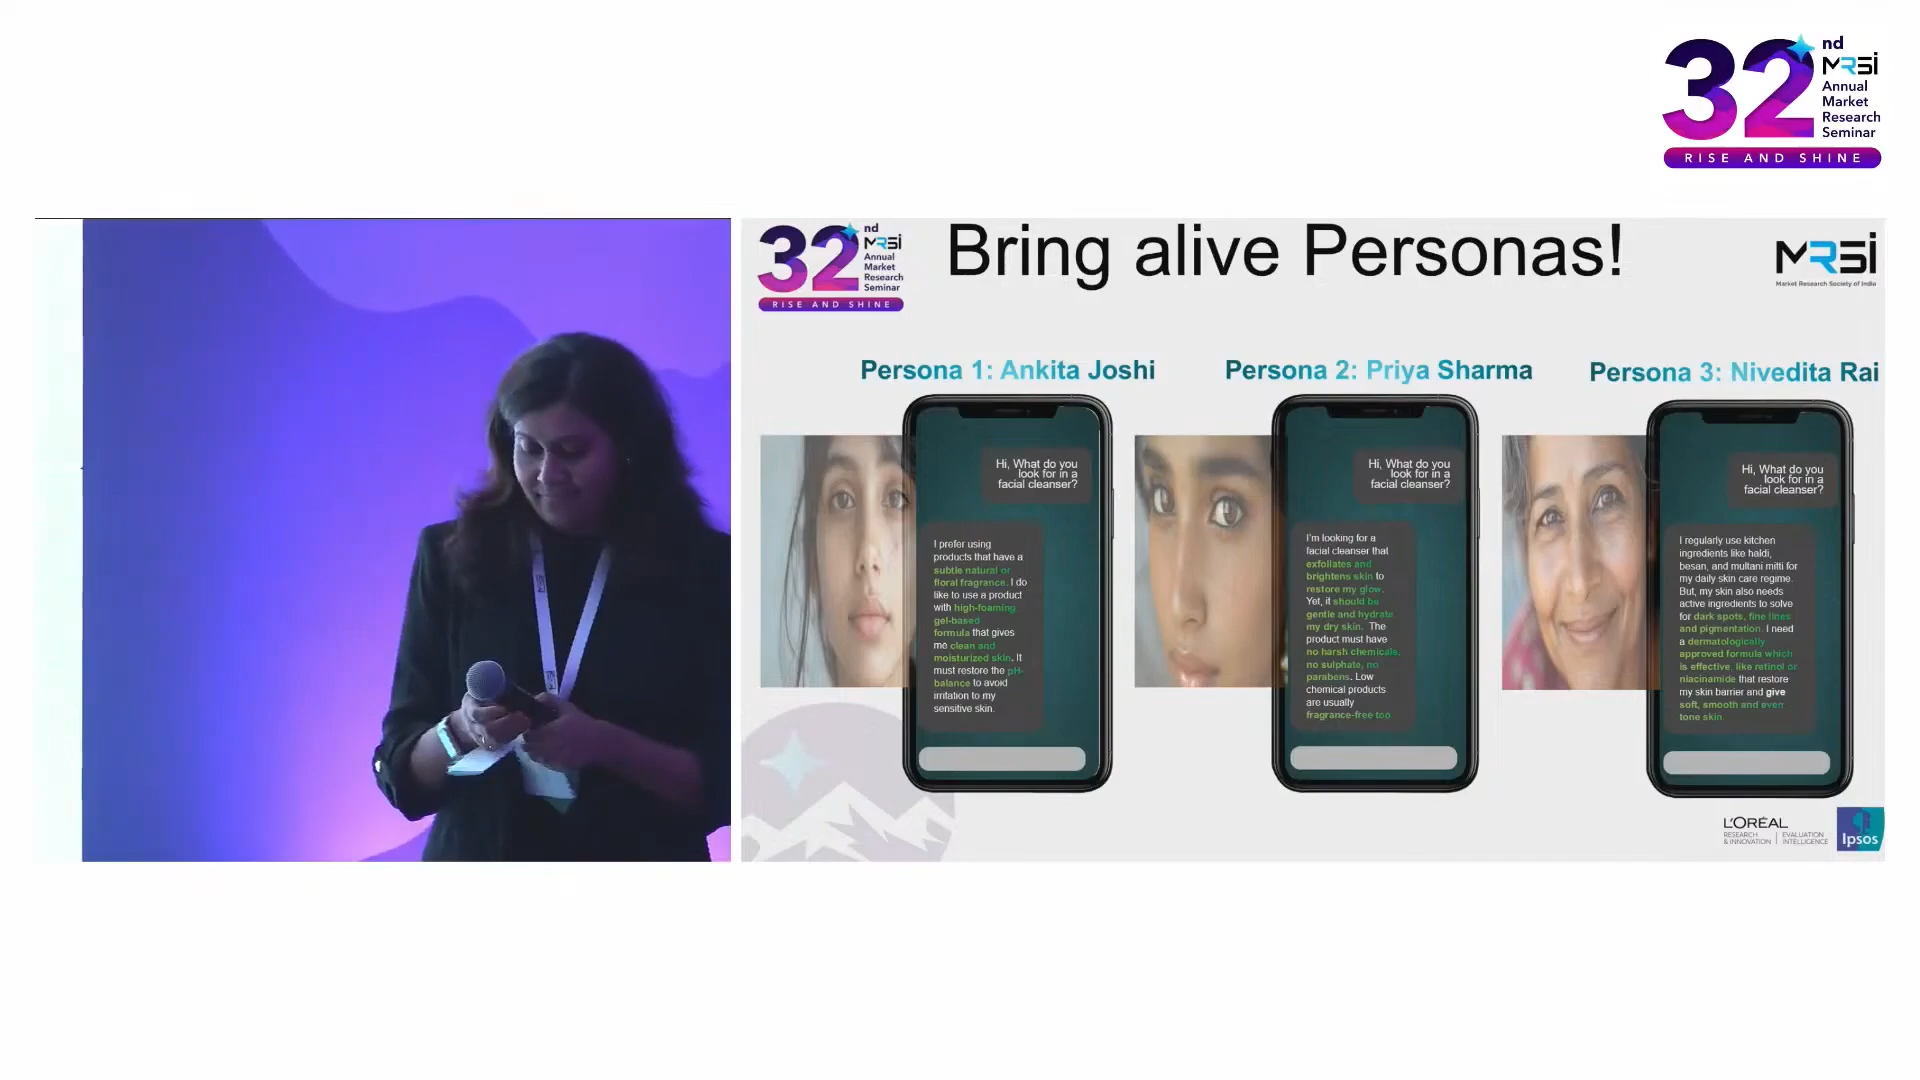 32nd
MRSI
Annual
Market
Research
Seminar
RISE AND SHINE
32nd
MRSI
Annual
Market
Research
Seminar
RISE AND SHINE
Bring alive Personas!
MRSI
Market Research Society of India
Persona 1: Ankita Joshi
Hi, What do you
look for in a
facial cleanser?
I prefer using
products that have a
subtle natural or
floral fragrance. I do
like to use a product
with high-foaming
gel-based
formula that gives
me clean and
moisturized skin. It
must restore the pH-
balance to avoid
irritation to my
sensitive skin.
Persona 2: Priya Sharma
Hi, What do you
look for in a
facial cleanser?
I'm looking for a
facial cleanser that
exfoliates and
brightens skin to
restore my glow.
Yet, it should be
gentle and hydrate
my dry skin. The
product must have
no harsh chemicals,
no sulphate, no
parabens. Low
chemical products
are usually
fragrance-free too
Persona 3: Nivedita Rai
Hi, What do you
look for in a
facial cleanser?
I regularly use kitchen
ingredients like haldi,
besan, and multani mitti for
my daily skin care regime.
But, my skin also needs
active ingredients to solve
for dark spots, fine lines
and pigmentation. I need
a dermatologically
approved formula which
is effective, like retinol or
niacinamide that restore
my skin barrier and give
soft, smooth and even
tone skin
L'ORÉAL
RESEARCH
& INNOVATION
EVALUATION
INTELLIGENCE
Ipsos